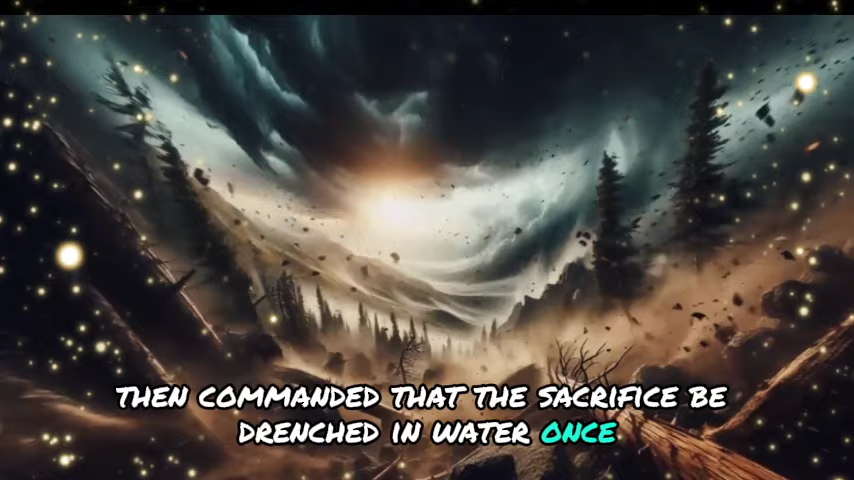 THEN COMMANDED THAT THE SACRIFICE BE
DRENCHED IN WATER ONCE